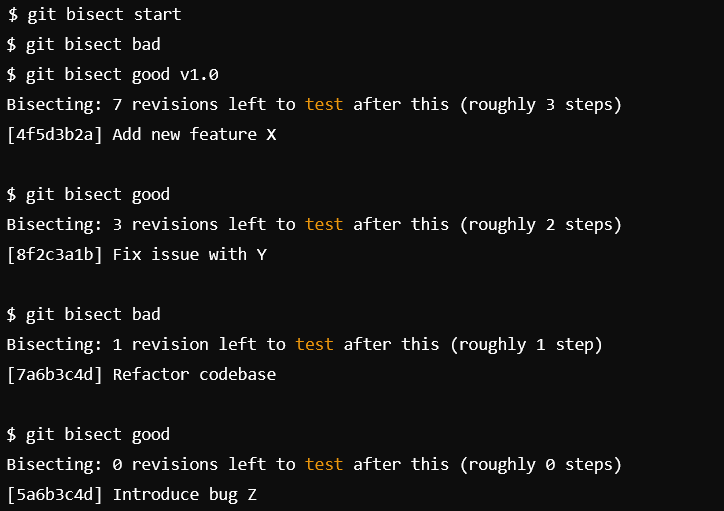 $ git bisect start
$ git bisect bad
$ git bisect good v1.0
Bisecting: 7 revisions left to test after this (roughly 3 steps)
[4f5d3b2a] Add new feature X
$ git bisect good
Bisecting: 3 revisions left to test after this (roughly 2 steps)
[8f2c3a1b] Fix issue with Y
$ git bisect bad
Bisecting: 1 revision left to test after this (roughly 1 step)
[7a6b3c4d] Refactor codebase
$ git bisect good
Bisecting: 0 revisions left to test after this (roughly 0 steps)
[5a6b3c4d] Introduce bug Z